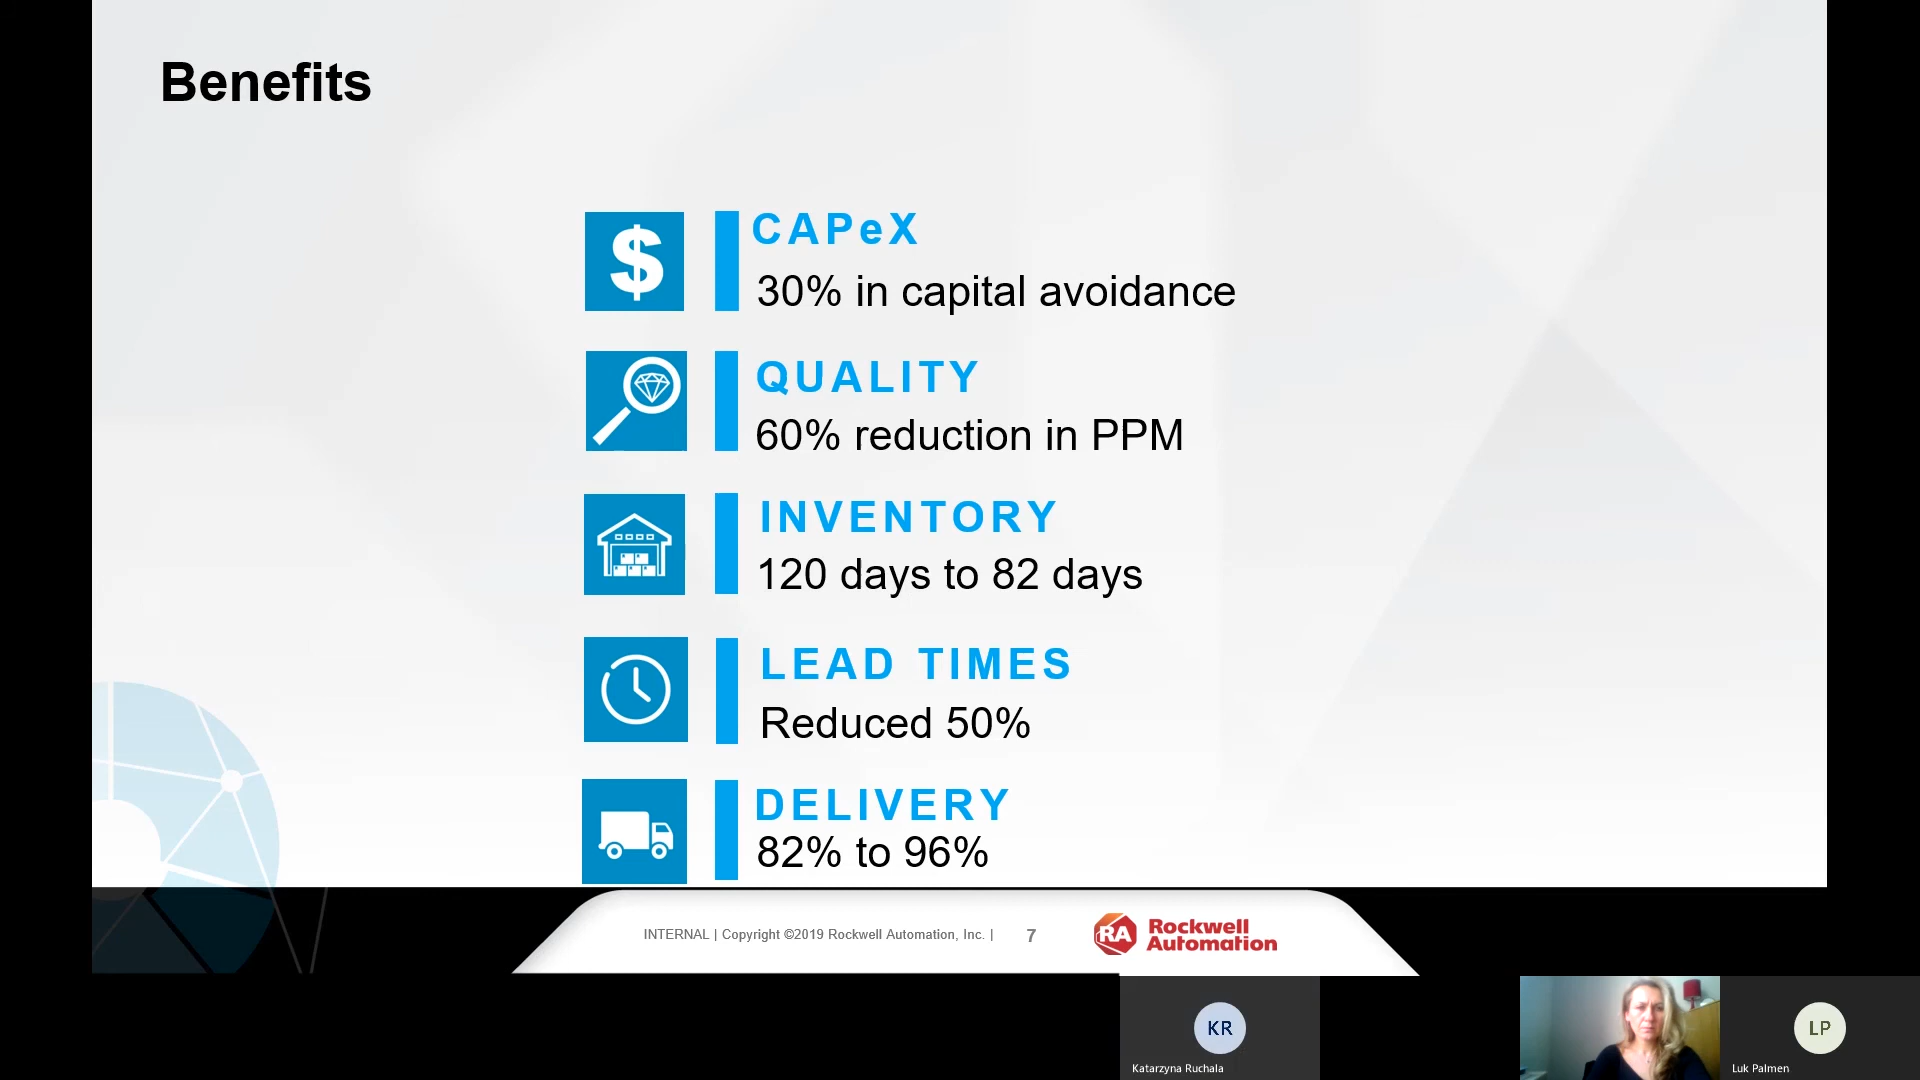 Benefits
$
CAPeX
30% in capital avoidance
QUALITY
60% reduction in PPM
INVENTORY
120 days to 82 days
LEAD TIMES
Reduced 50%
DELIVERY
82% to 96%
INTERNAL | Copyright ©2019 Rockwell Automation, Inc. |
7
RA
Rockwell
Automation
KR
Katarzyna Ruchala
LP
Luk Palmen